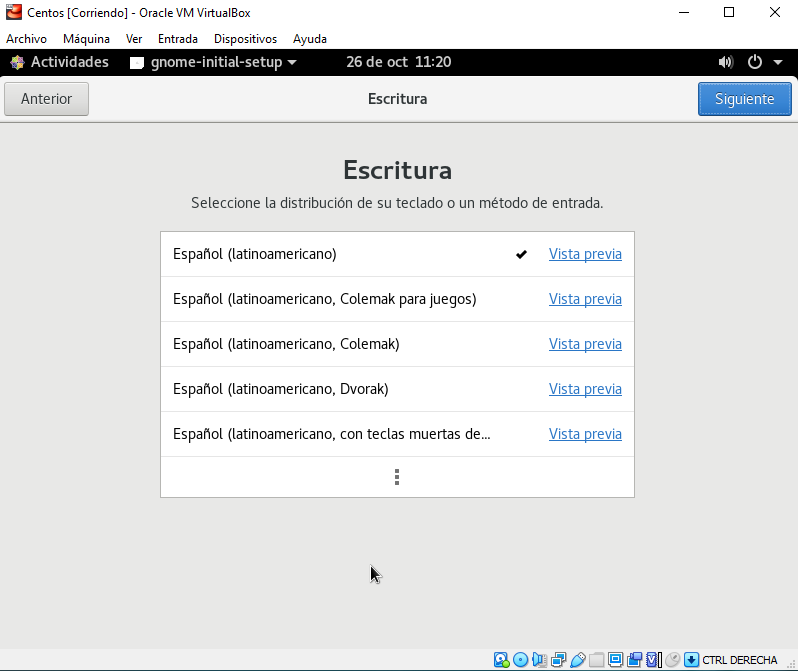 Centos [Corriendo] - Oracle VM VirtualBox
Archivo Máquina Ver Entrada Dispositivos Ayuda
Actividades gnome-initial-setup 26 de oct 11:20
Anterior Escritura Siguiente
Escritura
Seleccione la distribución de su teclado o un método de entrada.
Español (latinoamericano) Vista previa
Español (latinoamericano, Colemak para juegos) Vista previa
Español (latinoamericano, Colemak) Vista previa
Español (latinoamericano, Dvorak) Vista previa
Español (latinoamericano, con teclas muertas de... Vista previa
CTRL DERECHA